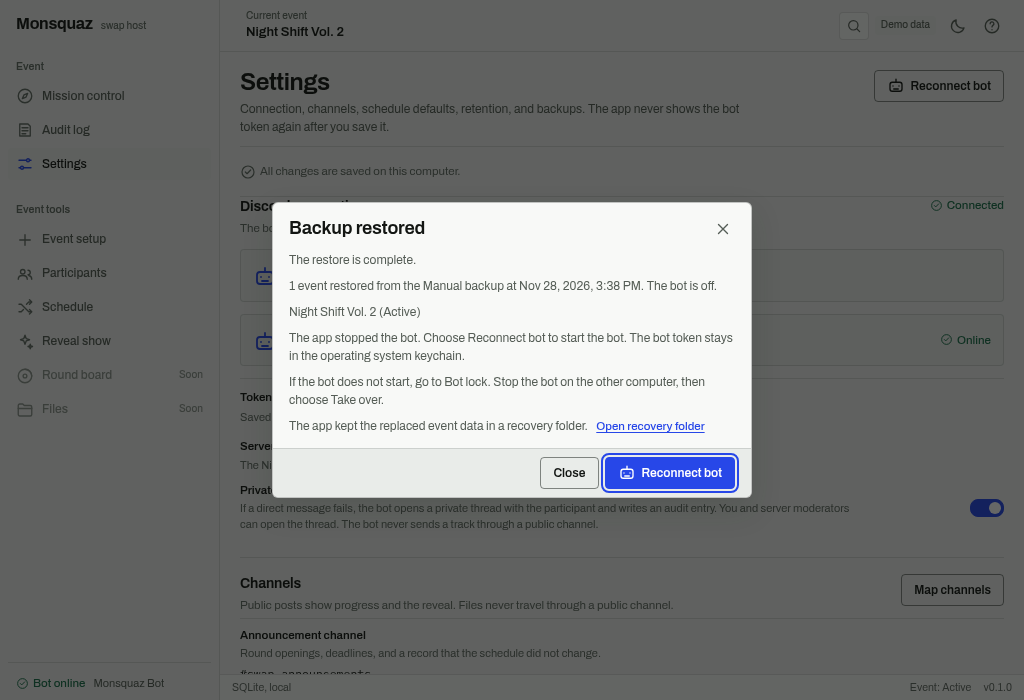 Monsquaz swap host
Current event
Night Shift Vol. 2
Demo data
Event
Mission control
Audit log
Settings
Event tools
Event setup
Participants
Schedule
Reveal show
Round board Soon
Files Soon
Bot online Monsquaz Bot
Settings
Connection, channels, schedule defaults, retention, and backups. The app never shows the bot
token again after you save it.
Reconnect bot
All changes are saved on this computer.
Connected
Online
Backup restored
The restore is complete.
1 event restored from the Manual backup at Nov 28, 2026, 3:38 PM. The bot is off.
Night Shift Vol. 2 (Active)
The app stopped the bot. Choose Reconnect bot to start the bot. The bot token stays
in the operating system keychain.
If the bot does not start, go to Bot lock. Stop the bot on the other computer, then
choose Take over.
The app kept the replaced event data in a recovery folder. Open recovery folder
Close
Reconnect bot
Token
Saved
Server
The
Private
If a direct message fails, the bot opens a private thread with the participant and writes an audit entry. You and server moderators
can open the thread. The bot never sends a track through a public channel.
Channels
Public posts show progress and the reveal. Files never travel through a public channel.
Map channels
Announcement channel
Round openings, deadlines, and a record that the schedule did not change.
SQLite, local
Event: Active v0.1.0